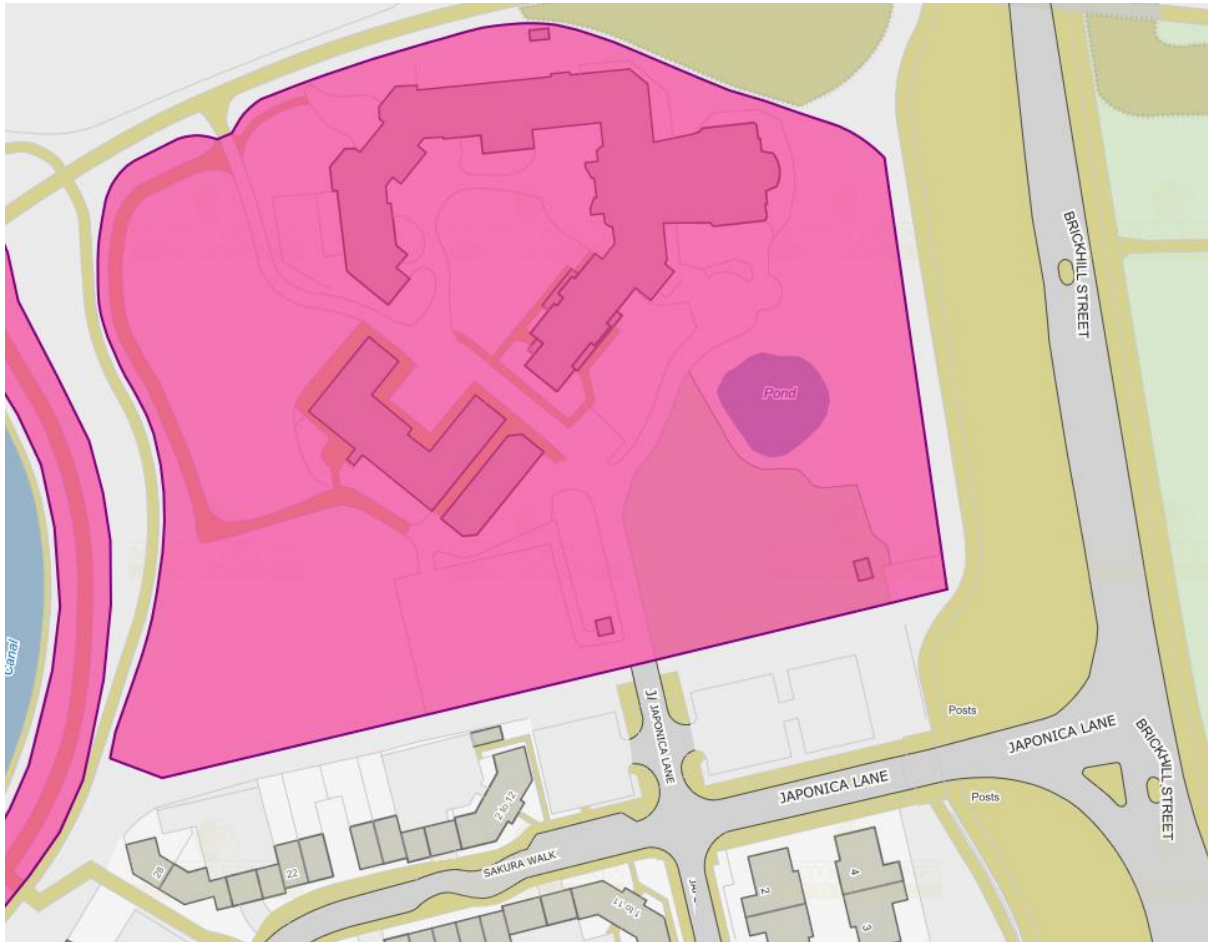 BRICKHILL STREET
Pond
Canal
J/ JAPONICA LANE
Posts
JAPONICA LANE
JAPONICA LANE
BRICKHILL STREET
Posts
2 to 12
28
22
SAKURA WALK
1 to 11
2
4
3